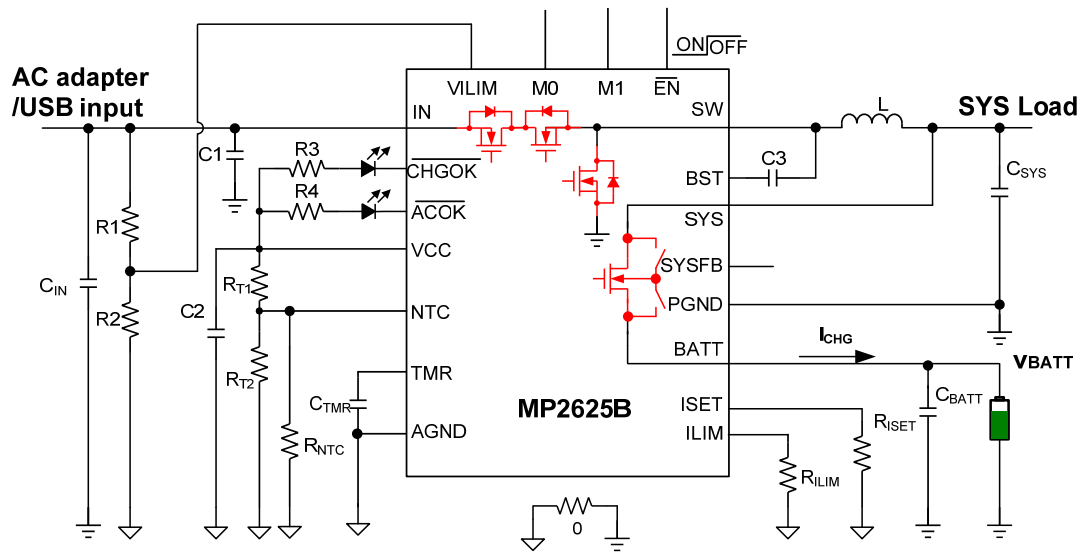 ON OFF
AC adapter
/USB input
VILIM
M0
M1
EN
IN
SW
L
SYS Load
C1
R3
CHGOK
C3
BST
CSYS
R4
ACOK
SYS
R1
VCC
SYSFB
CIN
RT1
C2
R2
NTC
PGND
BATT
ICHG
VBATT
RT2
TMR
CTMR
MP2625B
ISET
CBATT
RISET
AGND
ILIM
RNTC
RILIM
0